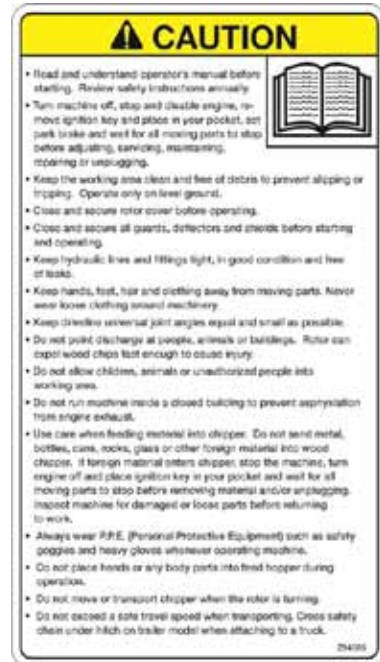 CAUTION
• Read and understand operator's manual before
starting. Review safety instructions annually.
• Turn machine off, stop and disable engine, re-
move ignition key and place in your pocket, set
park brake and wait for all moving parts to stop
before adjusting, servicing, maintaining,
repairing or unplugging.
• Keep the working area clean and free of debris to prevent slipping or
tripping. Operate only on level ground.
• Close and secure rotor cover before operating.
• Close and secure all guards, deflectors and shields before starting
and operating.
• Keep hydraulic lines and fittings tight, in good condition and free
of leaks.
• Keep hands, feet, hair and clothing away from moving parts. Never
wear loose clothing around machinery.
• Keep driveline universal joint angles equal and small as possible.
• Do not point discharge at people, animals or buildings. Rotor can
expel wood chips fast enough to cause injury.
• Do not allow children, animals or unauthorized people into
working area.
• Do not run machine inside a closed building to prevent asphyxiation
from engine exhaust.
• Use care when feeding material into chipper. Do not send metal,
bottles, cans, rocks, glass or other foreign material into wood
chipper. If foreign material enters chipper, stop the machine, turn
engine off and place ignition key in your pocket and wait for all
moving parts to stop before removing material and/or unplugging.
Inspect machine for damaged or loose parts before returning
to work.
• Always wear P.P.E. (Personal Protective Equipment) such as safety
goggles and heavy gloves whenever operating machine.
• Do not place hands or any body parts into feed hopper during
operation.
• Do not move or transport chipper when the rotor is turning.
• Do not exceed a safe travel speed when transporting. Cross safety
chain under hitch on trailer model when attaching to a truck.